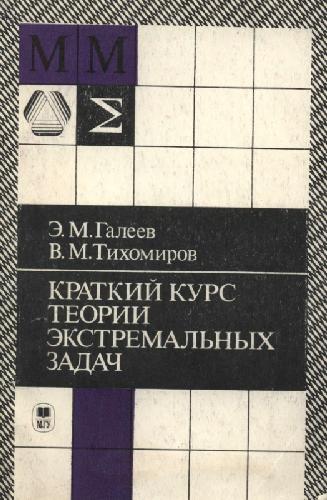 М М
Σ
Э.М.Галеев
В.М.Тихомиров
КРАТКИЙ КУРС
ТЕОРИИ
ЭКСТРЕМАЛЬНЫХ
ЗАДАЧ
МГУ